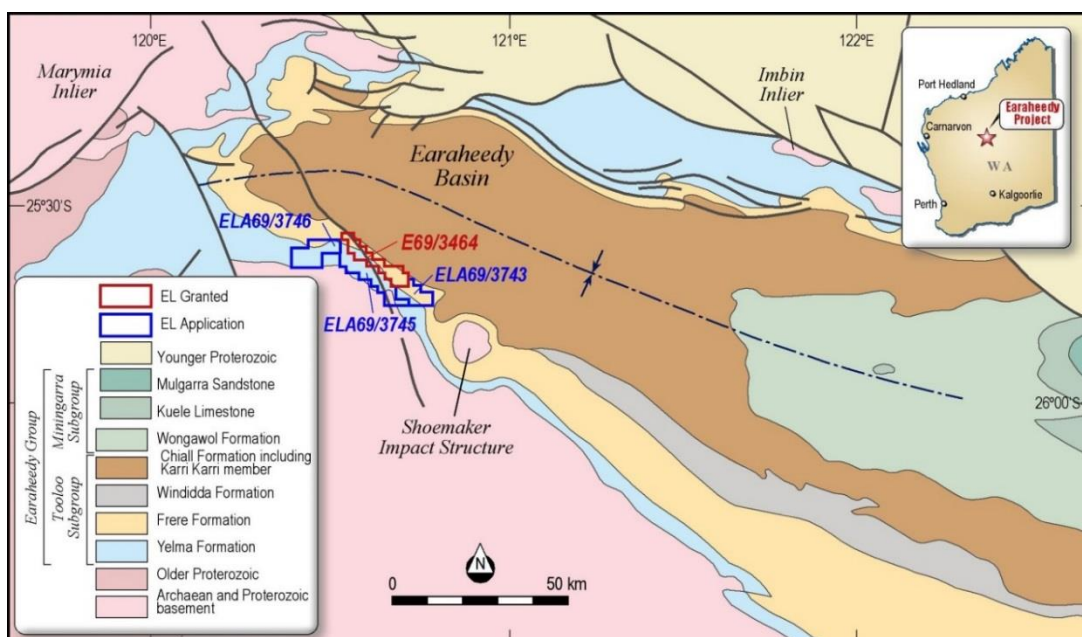 120°E
121°E
122°E
Marymia
Inlier
Imbin
Inlier
Port Hedland
Earaheedy
Project
Carnarvon
WA
Kalgoorlie
Perth
Earaheedy
Basin
25°30'S
ELA69/3746
E69/3464
ELA69/3743
ELA69/3745
26°00'S
Shoemaker
Impact Structure
EL Granted
EL Application
Younger Proterozoic
Mulgarra Sandstone
Kuele Limestone
Wongawol Formation
Chiall Formation including
Karri Karri member
Windidda Formation
Frere Formation
Yelma Formation
Older Proterozoic
Archaean and Proterozoic
basement
Earaheedy Group
Miningarra
Subgroup
Tooloo
Subgroup
N
0
50 km